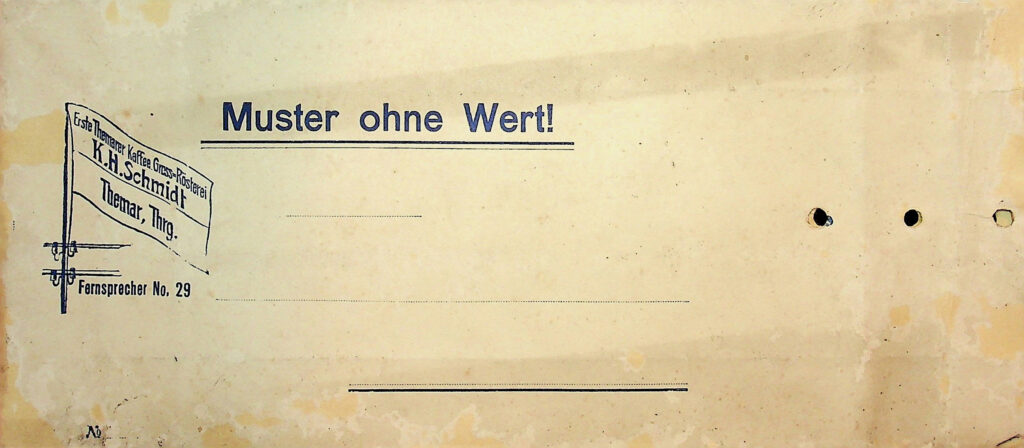 Muster ohne Wert!
Erste Themarer Kaffee Gross=Rösterei
K.H.Schmidt
Themar, Thrg.
Fernsprecher No. 29
No